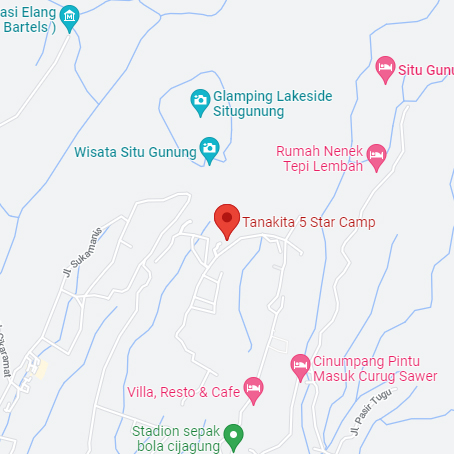 asi Elang
Bartels )
Situ Gunu
Glamping Lakeside
Situgunung
Wisata Situ Gunung
Rumah Nenek
Tepi Lembah
Tanakita 5 Star Camp
Jl. Sukamanis
Cikaramat
Cinumpang Pintu
Masuk Curug Sawer
Villa, Resto & Cafe
Jl. Pasir Tugu
Stadion sepak
bola cijagung